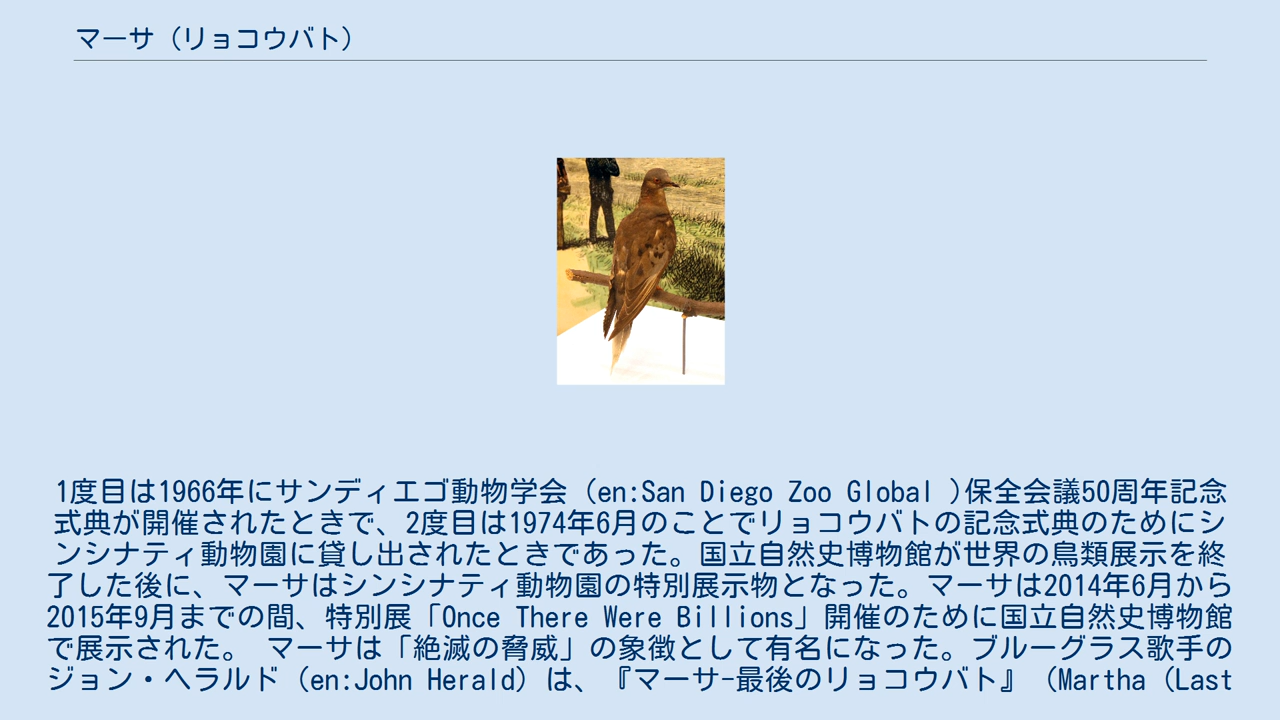 マーサ（リョコウバト）
1度目は1966年にサンディエゴ動物学会（en:San Diego Zoo Global ）保全会議50周年記念
式典が開催されたときで、2度目は1974年6月のことでリョコウバトの記念式典のためにシ
ンシナティ動物園に貸し出されたときであった。国立自然史博物館が世界の鳥類展示を終
了した後に、マーサはシンシナティ動物園の特別展示物となった。マーサは2014年6月から
2015年9月までの間、特別展「Once There Were Billions」開催のために国立自然史博物館
で展示された。 マーサは「絶滅の脅威」の象徴として有名になった。ブルーグラス歌手の
ジョン・ヘラルド（en:John Herald）は、『マーサ-最後のリョコウバト』（Martha（Last